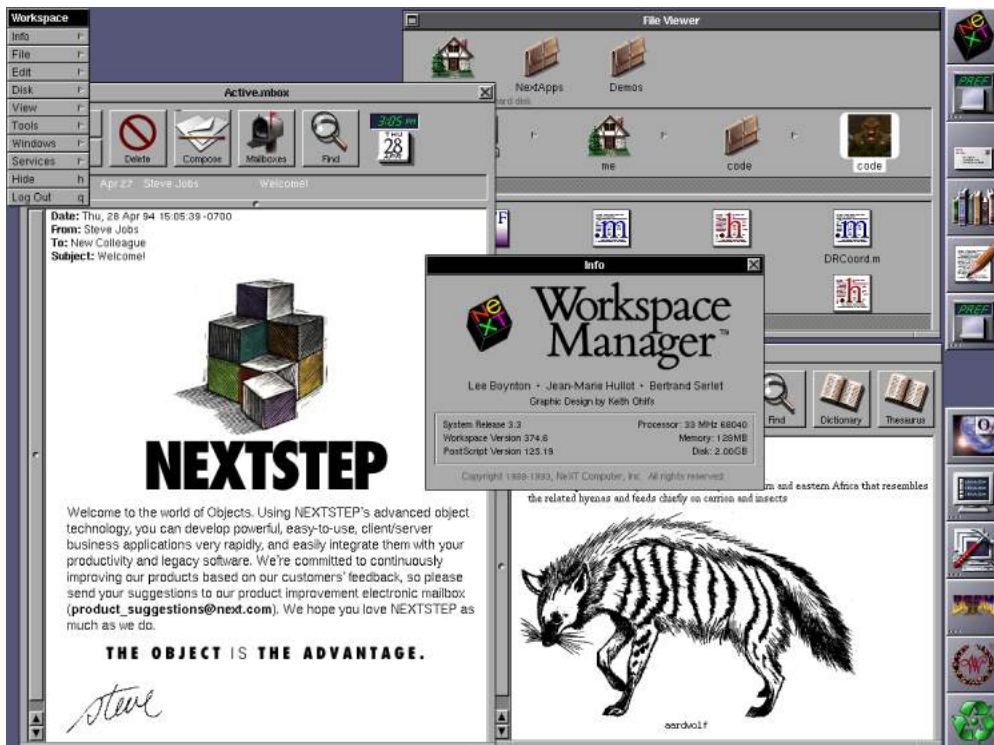 Workspace
Info
File
Edit
Disk
View
Tools
Windows
Services
Hide h
Log Out q
File Viewer
NextApps
Demos
hard disk
me
code
code
DRCoord.m
Active.mbox
Delete
Compose
Mailboxes
Find
3:05 PM
THU
28
APR
Apr 27 Steve Jobs Welcome!
Date: Thu, 28 Apr 94 15:05:39 -0700
From: Steve Jobs
To: New Colleague
Subject: Welcome!
NEXTSTEP
Welcome to the world of Objects. Using NEXTSTEP's advanced object
technology, you can develop powerful, easy-to-use, client/server
business applications very rapidly, and easily integrate them with your
productivity and legacy software. We're committed to continuously
improving our products based on our customers' feedback, so please
send your suggestions to our product improvement electronic mailbox
(product_suggestions@next.com). We hope you love NEXTSTEP as
much as we do.
THE OBJECT IS THE ADVANTAGE.
Steve
Info
NeXT
Workspace
Manager™
Lee Boynton • Jean-Marie Hullot • Bertrand Serlet
Graphic Design by Keith Ohlfs
System Release 3.3
Workspace Version 374.6
PostScript Version 125.19
Processor: 33 MHz 68040
Memory: 128MB
Disk: 2.00GB
Copyright 1988-1993, NeXT Computer, Inc. All rights reserved.
Find
Dictionary
Thesaurus
and eastern Africa that resembles
the related hyenas and feeds chiefly on carrion and insects
aardwolf
.m
.h
.m
.h
NeXT
PREF
PREF